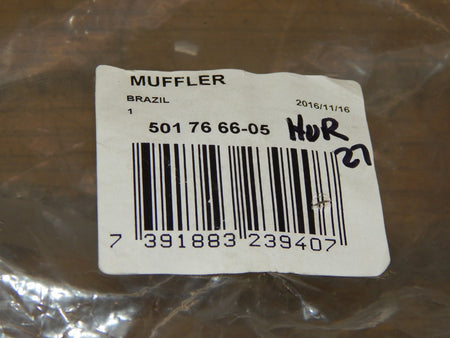 MUFFLER
BRAZIL
2016/11/16
1
501 76 66-05
HUR
27
7 391883 239407